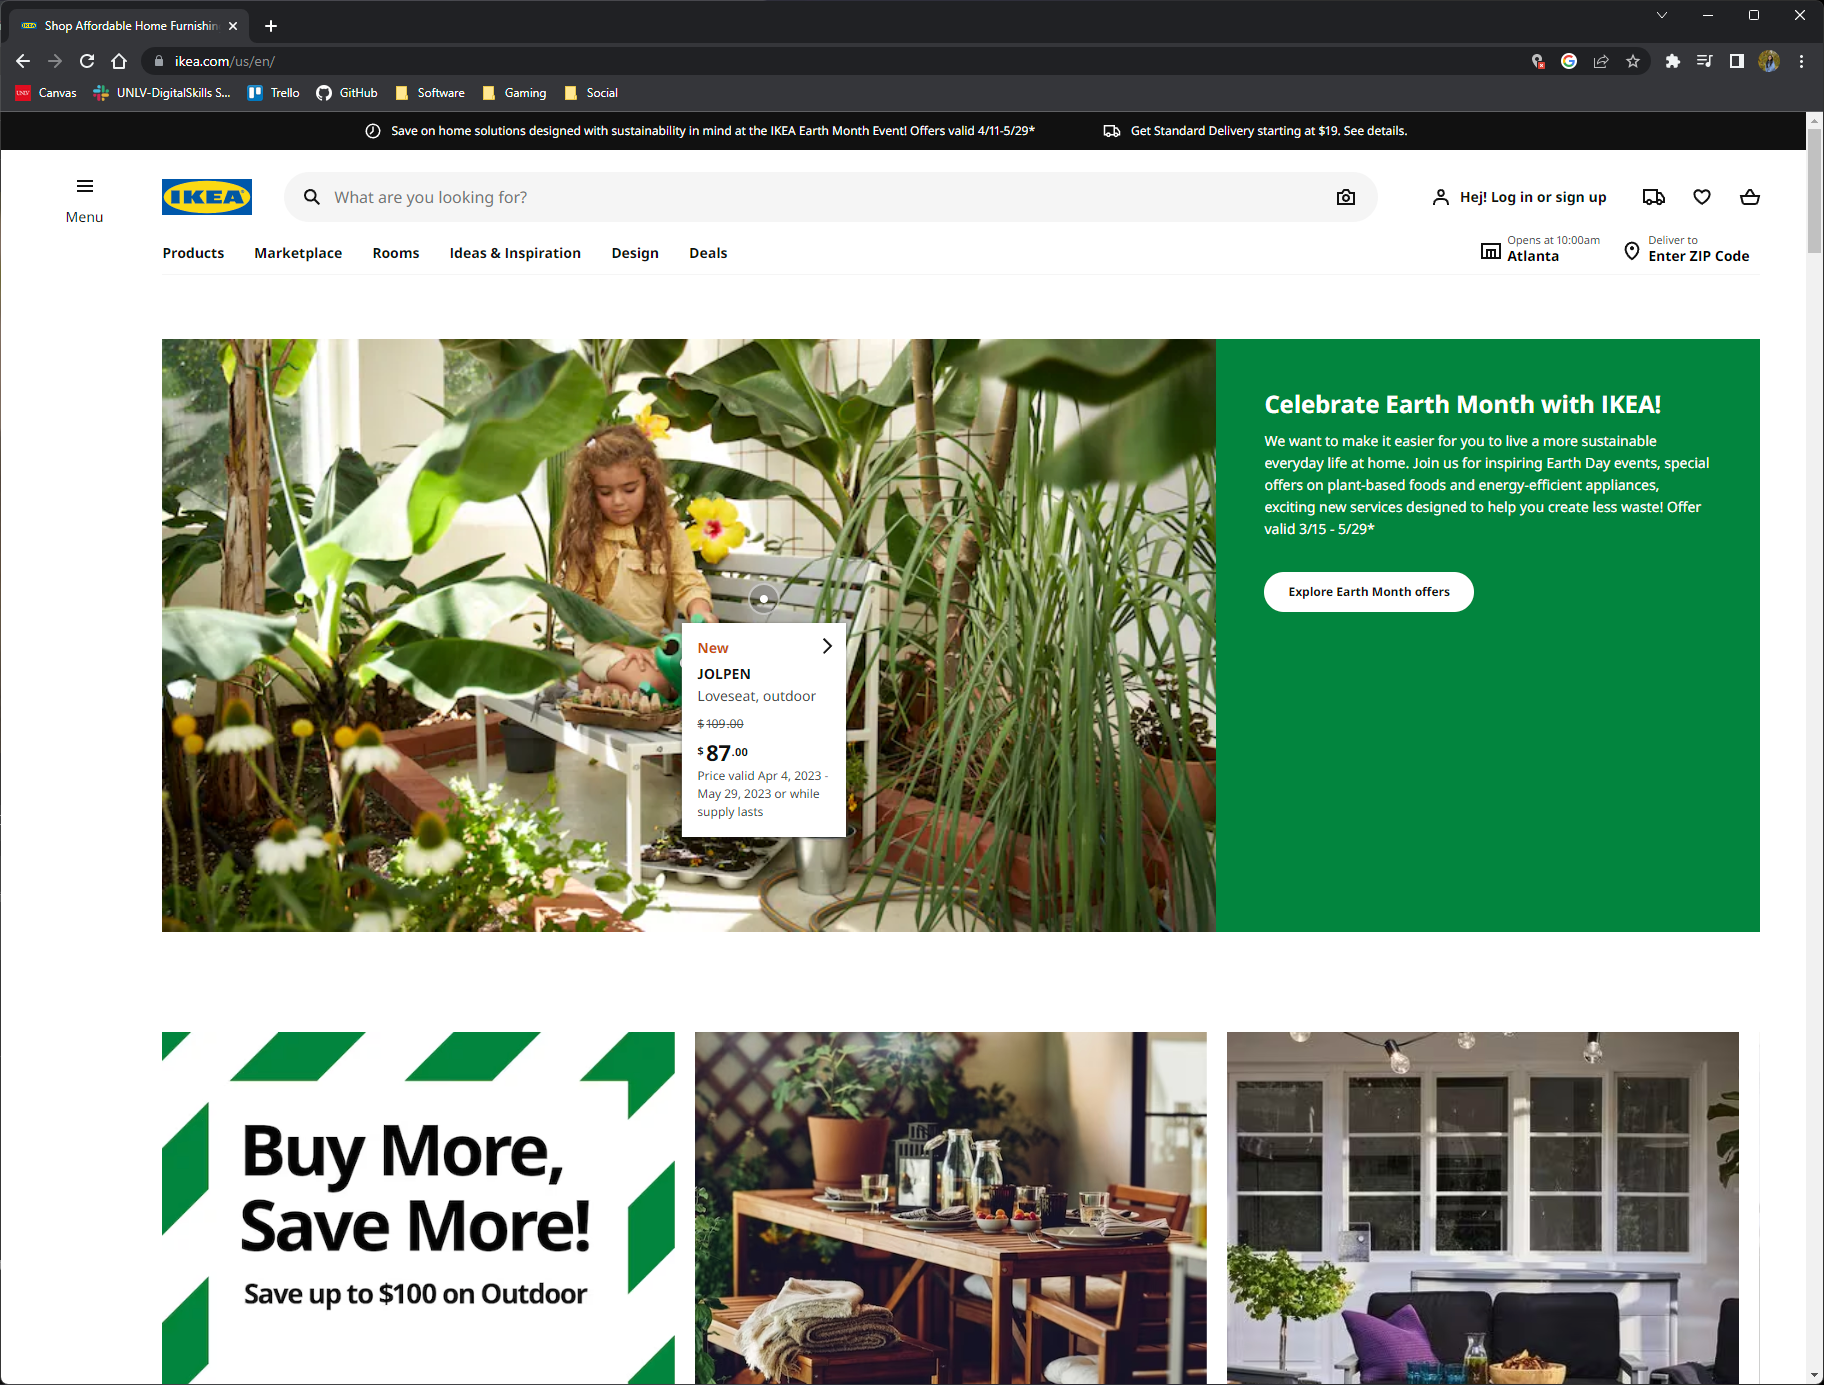 Shop Affordable Home Furnishin
ikea.com/us/en/
Canvas
UNLV-DigitalSkills S...
Trello
GitHub
Software
Gaming
Social
Save on home solutions designed with sustainability in mind at the IKEA Earth Month Event! Offers valid 4/11-5/29*
Get Standard Delivery starting at $19. See details.
Menu
IKEA
What are you looking for?
Hej! Log in or sign up
Products
Marketplace
Rooms
Ideas & Inspiration
Design
Deals
Opens at 10:00am
Atlanta
Deliver to
Enter ZIP Code
Celebrate Earth Month with IKEA!
We want to make it easier for you to live a more sustainable
everyday life at home. Join us for inspiring Earth Day events, special
offers on plant-based foods and energy-efficient appliances,
exciting new services designed to help you create less waste! Offer
valid 3/15 - 5/29*
Explore Earth Month offers
New
JOLPEN
Loveseat, outdoor
$109.00
$87.00
Price valid Apr 4, 2023 -
May 29, 2023 or while
supply lasts
Buy More,
Save More!
Save up to $100 on Outdoor